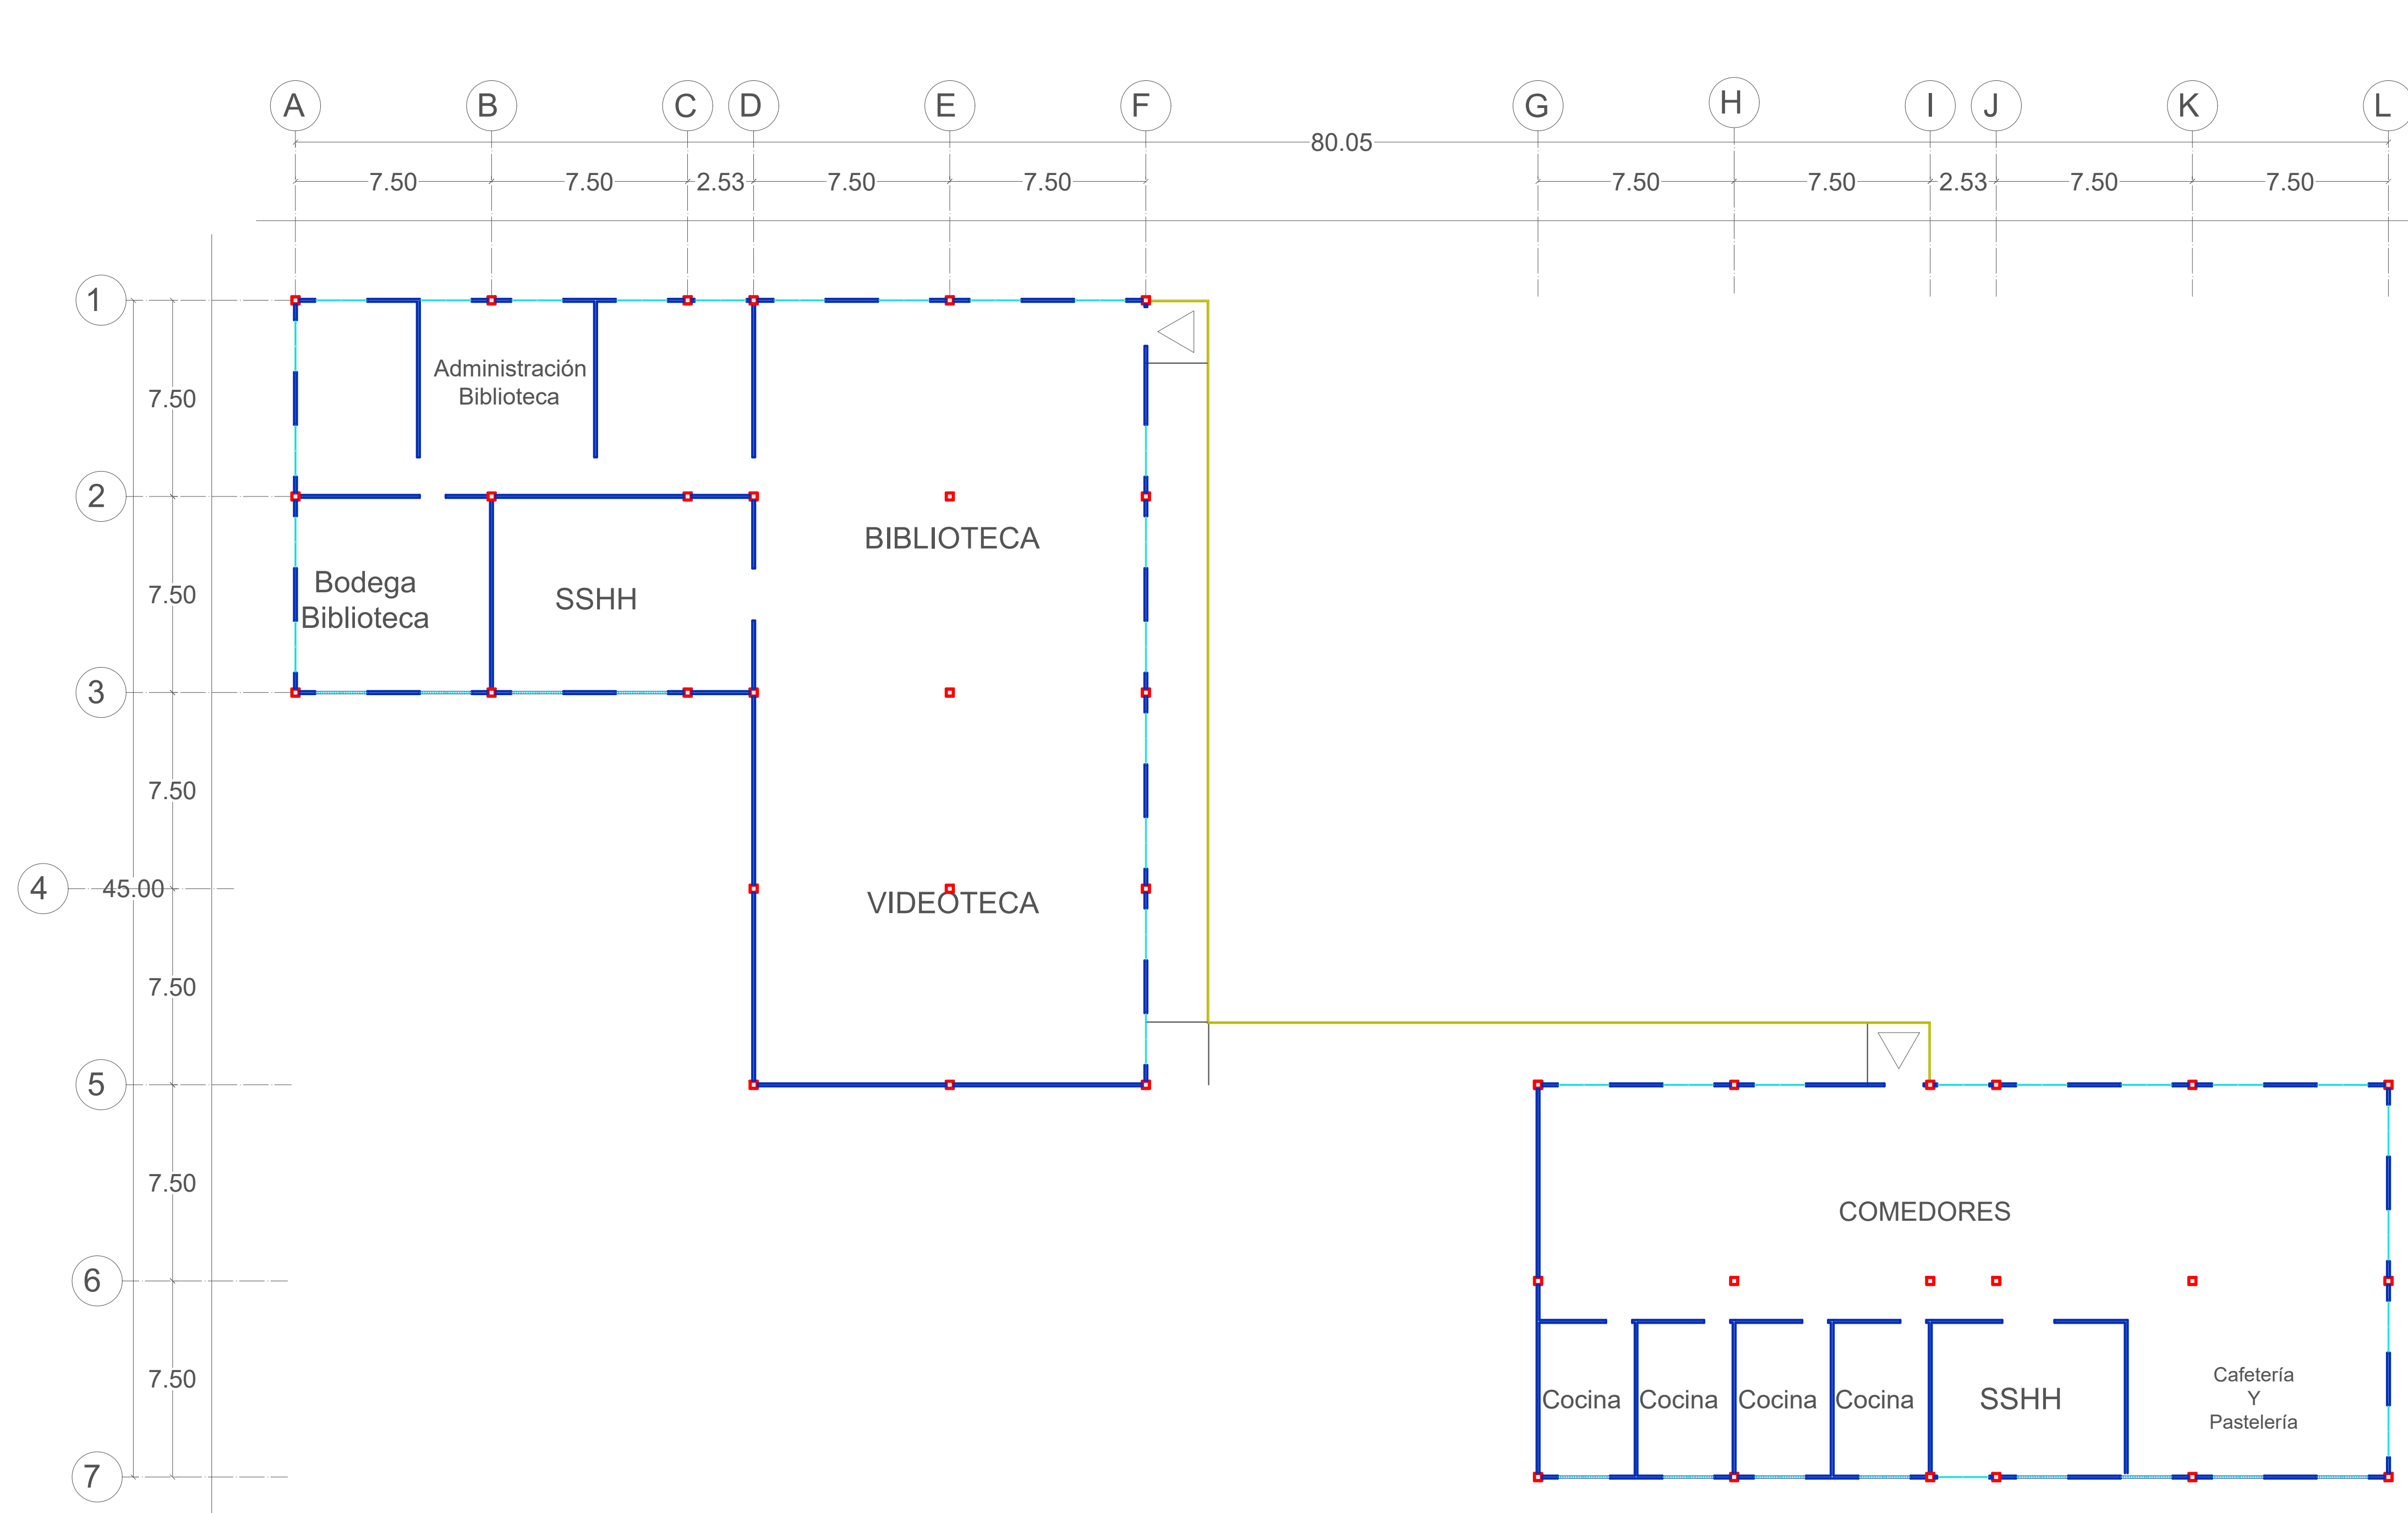 A B C D E F G H I J K L
80.05
7.50 7.50 2.53 7.50 7.50 7.50 7.50 2.53 7.50 7.50
1
Administración
Biblioteca
7.50
2
BIBLIOTECA
Bodega
Biblioteca
SSHH
7.50
3
7.50
4
45.00
VIDEOTECA
7.50
5
7.50
COMEDORES
6
7.50
Cocina Cocina Cocina Cocina
SSHH
Cafetería
Y
Pastelería
7